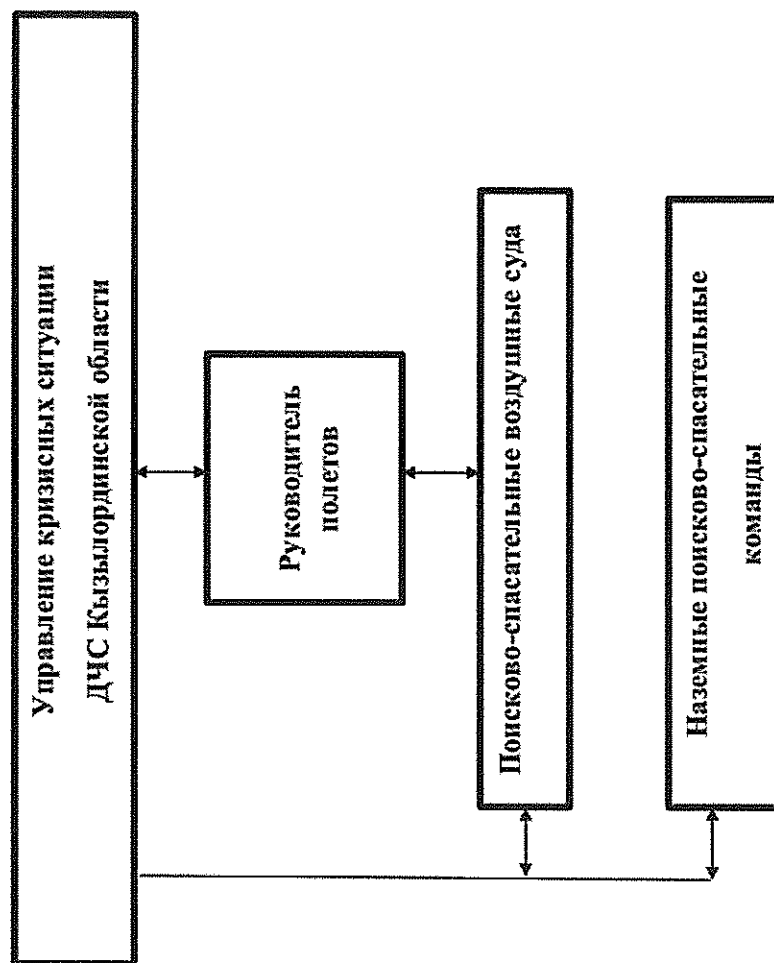 Управление кризисных ситуации
ДЧС Кызылординской области
Руководитель
полетов
Поисково-спасательные воздушные суда
Наземные поисково-спасательные
команды